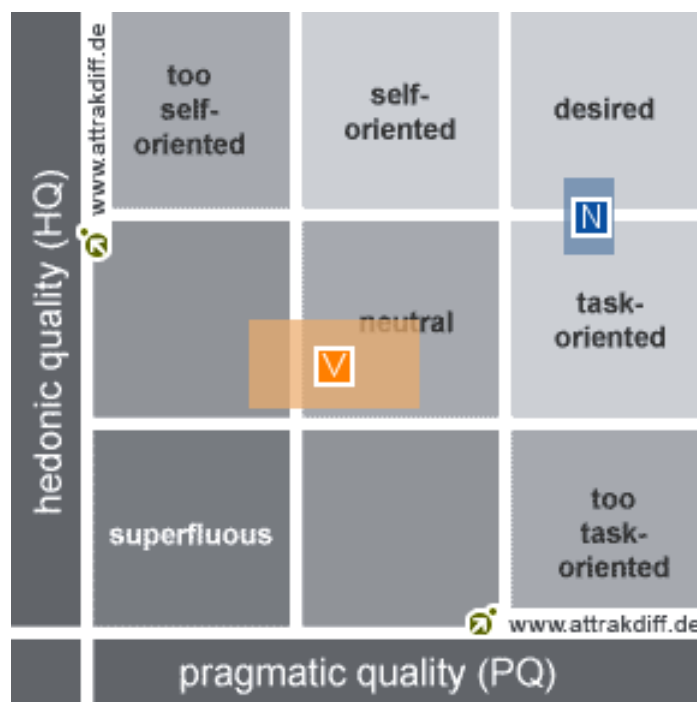 www.attrakdiff.de
hedonic quality (HQ)
too
self-
oriented
self-
oriented
desired
N
neutral
task-
oriented
V
superfluous
too
task-
oriented
www.attrakdiff.de
pragmatic quality (PQ)